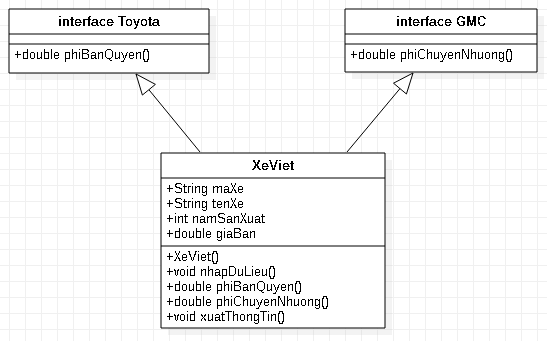 interface Toyota
+double phiBanQuyen()
interface GMC
+double phiChuyenNhuong()
XeViet
+String maXe
+String tenXe
+int namSanXuat
+double giaBan
+XeViet()
+void nhapDuLieu()
+double phiBanQuyen()
+double phiChuyenNhuong()
+void xuatThongTin()